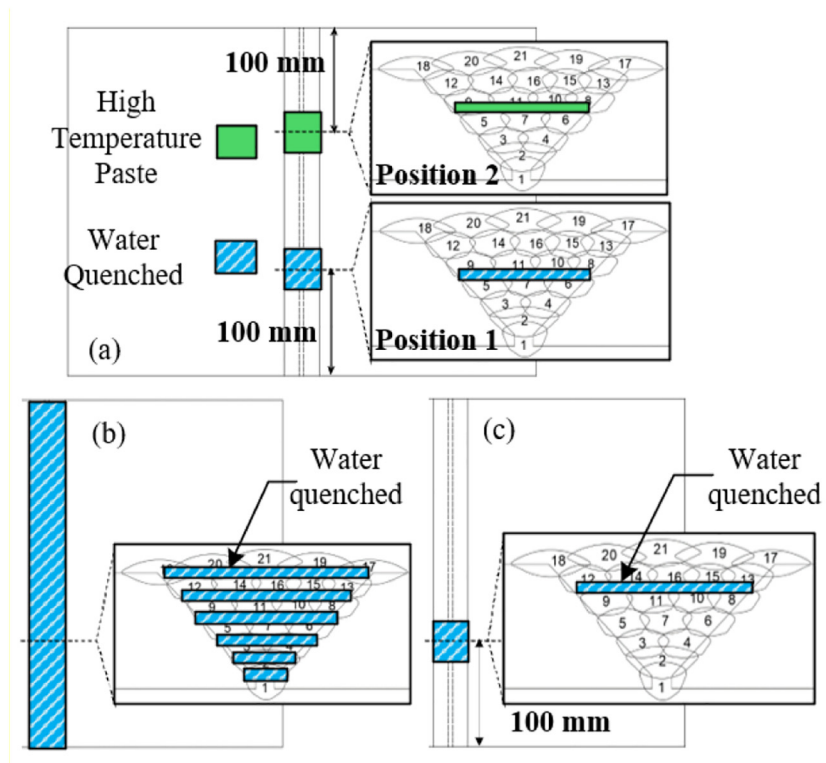 100 mm
High
Temperature
Paste
18 20 21 19 17
12 14 16 15 13
9 11 10 8
5 7 6
3 4
2
1
Position 2
Water
Quenched
18 20 21 19 17
12 14 16 15 13
9 11 10 8
5 7 6
3 4
2
1
Position 1
100 mm
(a)
(b)
Water
quenched
20 21 19 17
12 14 16 15 13
9 11 10 8
5 7 6
4
1
(c)
Water
quenched
18 20 21 19 17
12 14 16 15 13
9 11 10 8
5 7 6
3 4
2
1
100 mm